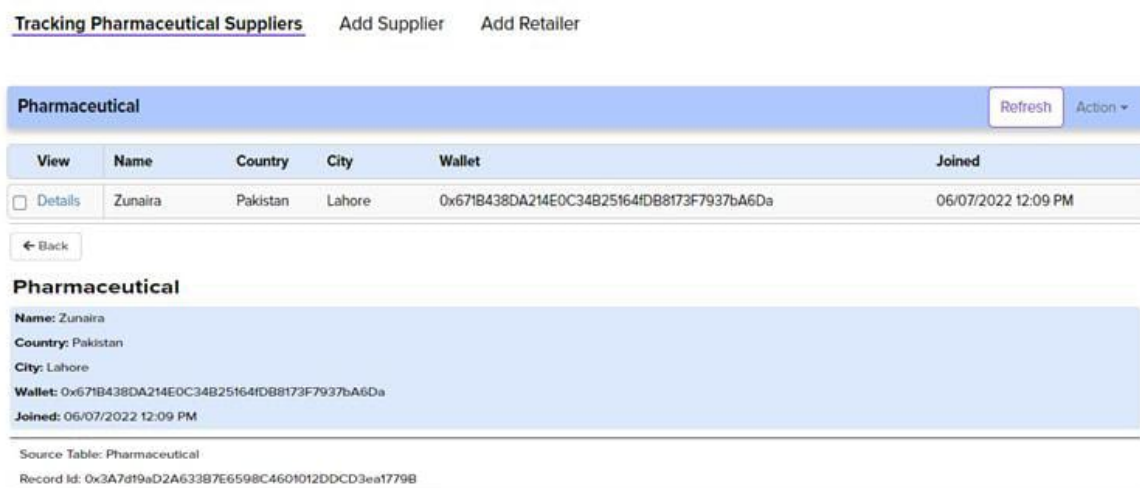 Tracking Pharmaceutical Suppliers Add Supplier Add Retailer
Pharmaceutical Refresh Action
View Name Country City Wallet Joined
Details Zunaira Pakistan Lahore 0x671B438DA214E0C34B25164fDB8173F7937bA6Da 06/07/2022 12:09 PM
← Back
Pharmaceutical
Name: Zunaira
Country: Pakistan
City: Lahore
Wallet: 0x671B438DA214E0C34B25164fDB8173F7937bA6Da
Joined: 06/07/2022 12:09 PM
Source Table: Pharmaceutical
Record Id: 0x3A7d19aD2A633B7E6598C4601012DDCD3ea1779B